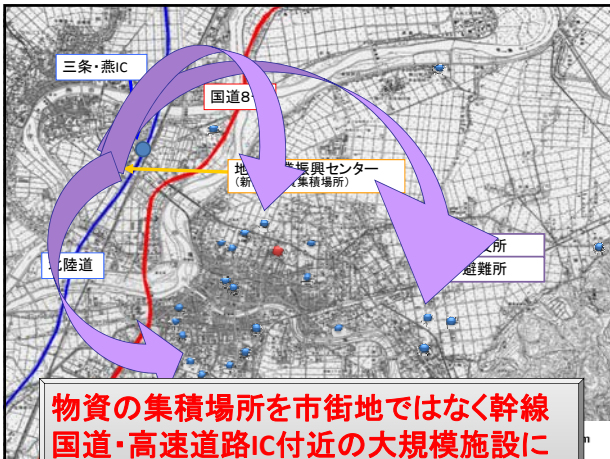 三条・燕IC
国道8
地 振興センター
(新 集積場所)
北陸道
所
避難所
物資の集積場所を市街地ではなく幹線
国道・高速道路IC付近の大規模施設に